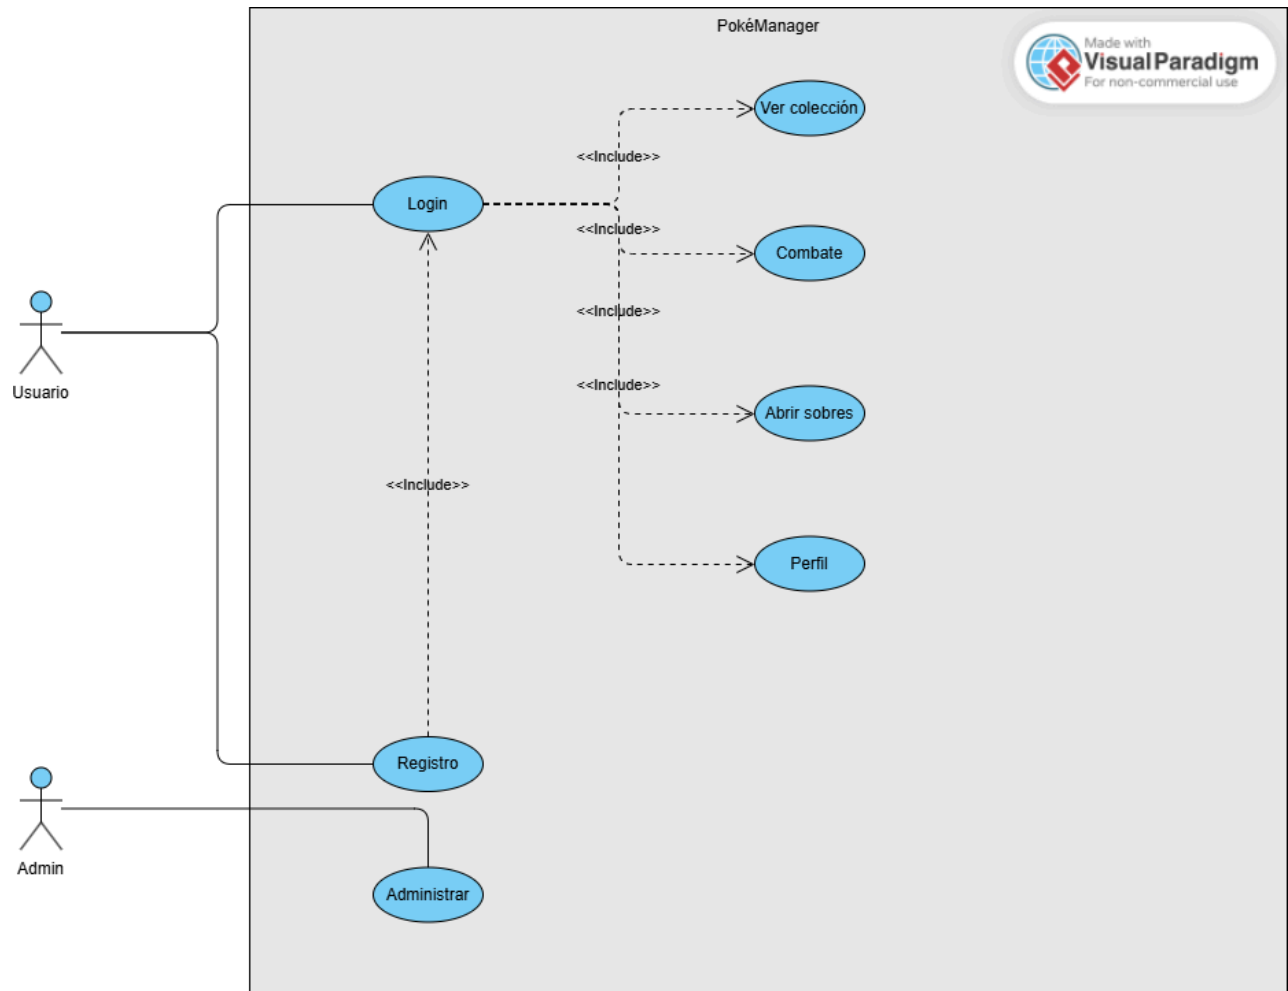 PokéManager
Made with
Visual Paradigm
For non-commercial use
Ver colección
<<Include>>
Login
<<Include>>
Combate
<<Include>>
Usuario
<<Include>>
Abrir sobres
<<Include>>
Perfil
Registro
Admin
Administrar